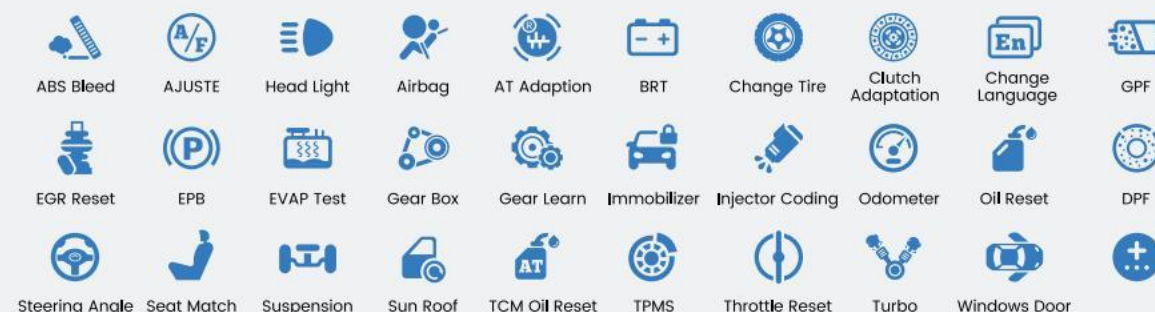 A/F
R
- +
En
ABS Bleed AJUSTE Head Light Airbag AT Adaption BRT Change Tire Clutch Adaptation Change Language GPF
P
EGR Reset EPB EVAP Test Gear Box Gear Learn Immobilizer Injector Coding Odometer Oil Reset DPF
AT
Steering Angle Seat Match Suspension Sun Roof TCM Oil Reset TPMS Throttle Reset Turbo Windows Door